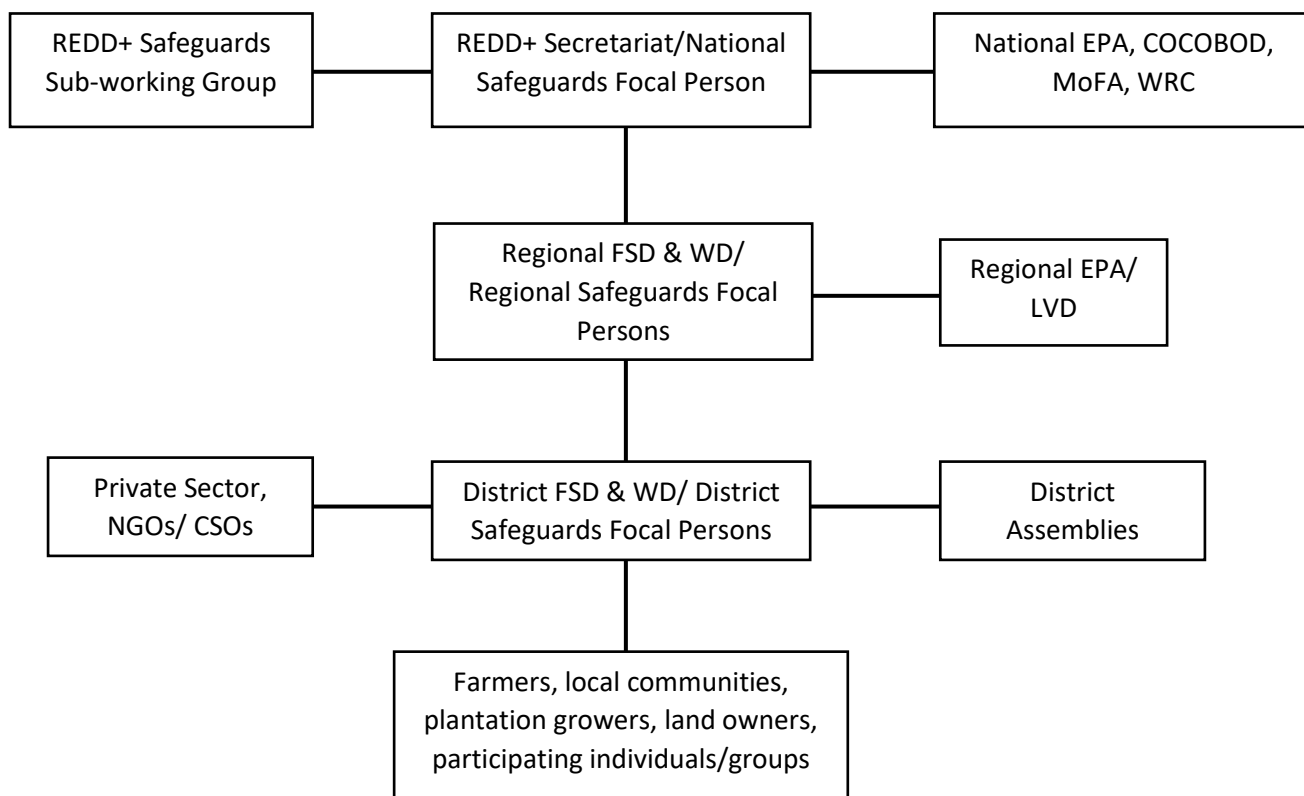 REDD+ Safeguards
Sub-working Group
REDD+ Secretariat/National
Safeguards Focal Person
National EPA, COCOBOD,
MoFA, WRC
Regional FSD & WD/
Regional Safeguards Focal
Persons
Regional EPA/
LVD
Private Sector,
NGOs/ CSOs
District FSD & WD/ District
Safeguards Focal Persons
District
Assemblies
Farmers, local communities,
plantation growers, land owners,
participating individuals/groups